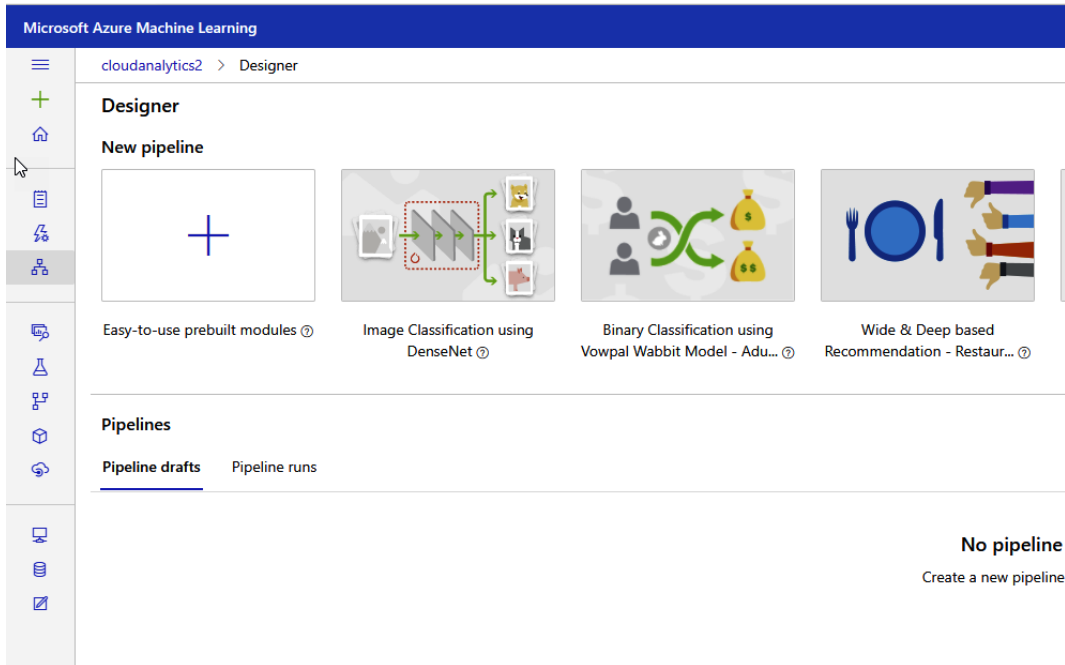 Microsoft Azure Machine Learning
cloudanalytics2 > Designer
Designer
New pipeline
Easy-to-use prebuilt modules
Image Classification using
DenseNet
Binary Classification using
Vowpal Wabbit Model - Adu...
Wide & Deep based
Recommendation - Restaur...
$
$$
Pipelines
Pipeline drafts Pipeline runs
No pipeline
Create a new pipeline